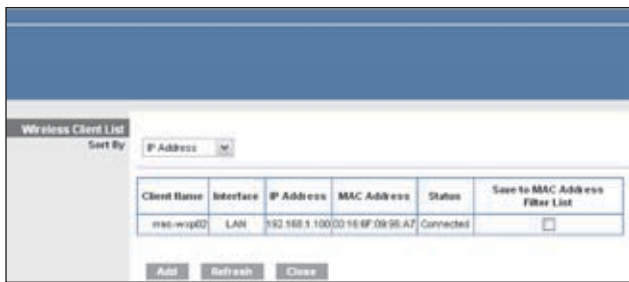 Wireless Client List
Sort By
IP Address
Client Name Interface IP Address MAC Address Status Save to MAC Address Filter List
LAN 192.168.1.100 Connected
Add Refresh Close